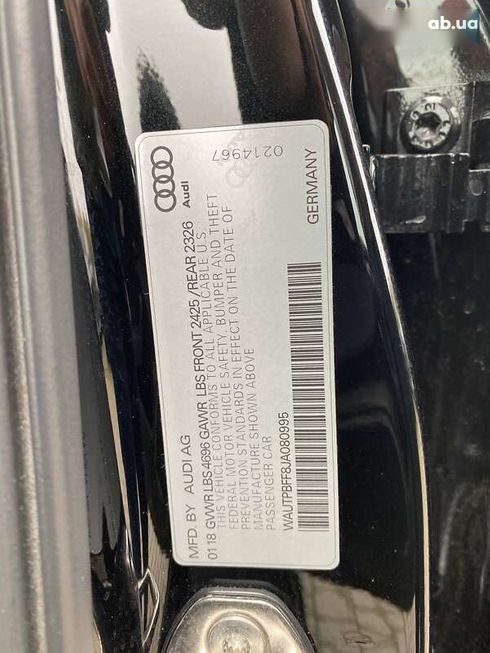 ab.ua
MFD BY AUDI AG
01 18 GVWR LBS 4696 GAWR LBS FRONT 2425 /REAR 2326
THIS VEHICLE CONFORMS TO ALL APPLICABLE U.S.
FEDERAL MOTOR VEHICLE SAFETY, BUMPER AND THEFT
PREVENTION STANDARDS IN EFFECT ON THE DATE OF
MANUFACTURE SHOWN ABOVE
PASSENGER CAR
WAUTPBFF8JA080995
GERMANY
Audi
0214967